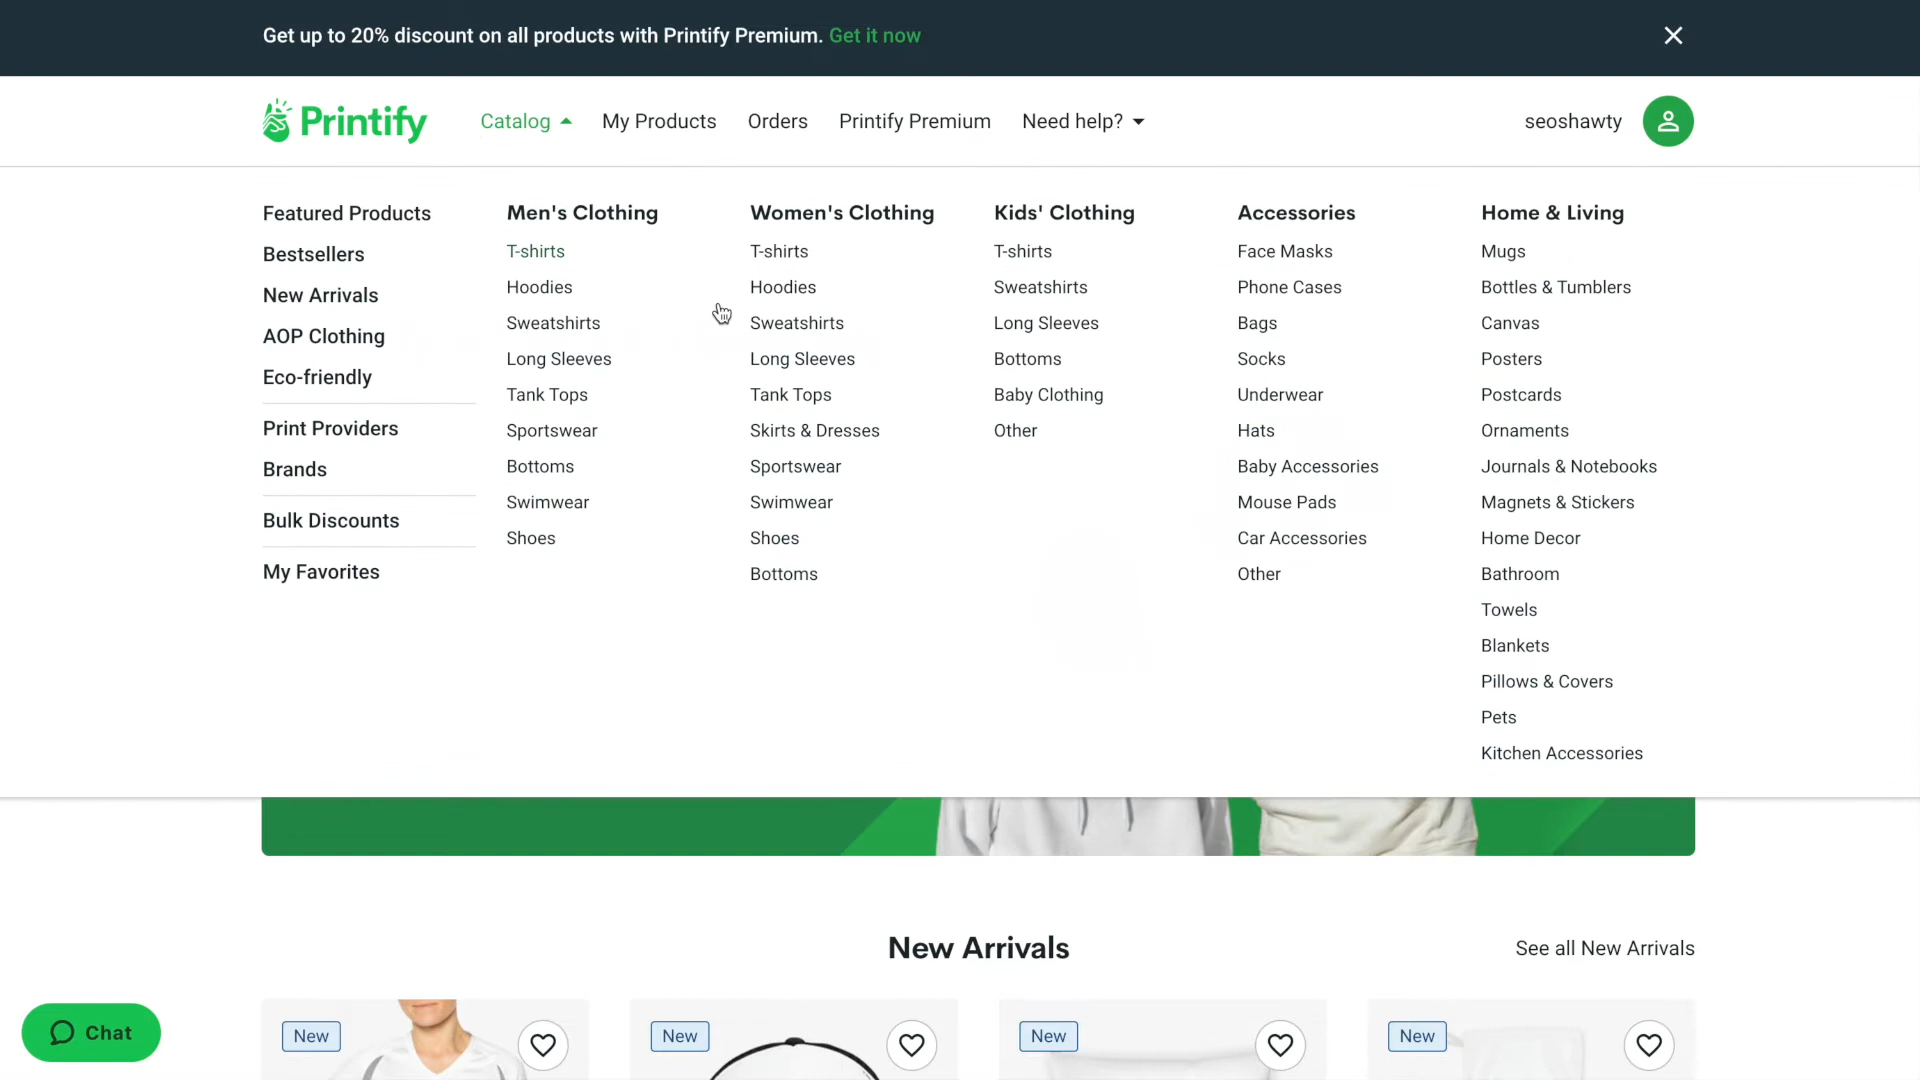 Get up to 20% discount on all products with Printify Premium. Get it now
Printify
Catalog
My Products
Orders
Printify Premium
Need help?
seoshawty
Featured Products
Bestsellers
New Arrivals
AOP Clothing
Eco-friendly
Print Providers
Brands
Bulk Discounts
My Favorites
Men's Clothing
T-shirts
Hoodies
Sweatshirts
Long Sleeves
Tank Tops
Sportswear
Bottoms
Swimwear
Shoes
Women's Clothing
T-shirts
Hoodies
Sweatshirts
Long Sleeves
Tank Tops
Skirts & Dresses
Sportswear
Swimwear
Shoes
Bottoms
Kids' Clothing
T-shirts
Sweatshirts
Long Sleeves
Bottoms
Baby Clothing
Other
Accessories
Face Masks
Phone Cases
Bags
Socks
Underwear
Hats
Baby Accessories
Mouse Pads
Car Accessories
Other
Home & Living
Mugs
Bottles & Tumblers
Canvas
Posters
Postcards
Ornaments
Journals & Notebooks
Magnets & Stickers
Home Decor
Bathroom
Towels
Blankets
Pillows & Covers
Pets
Kitchen Accessories
New Arrivals
See all New Arrivals
New
New
New
New
Chat